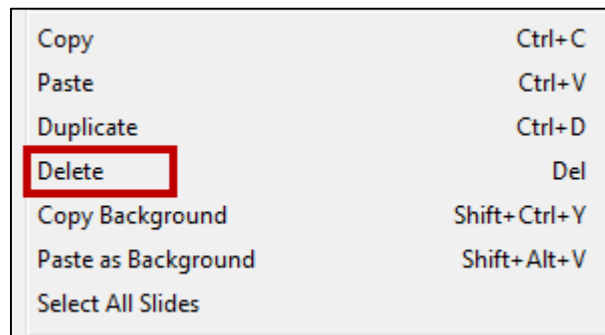 Copy Ctrl+C
Paste Ctrl+V
Duplicate Ctrl+D
Delete Del
Copy Background Shift+Ctrl+Y
Paste as Background Shift+Alt+V
Select All Slides